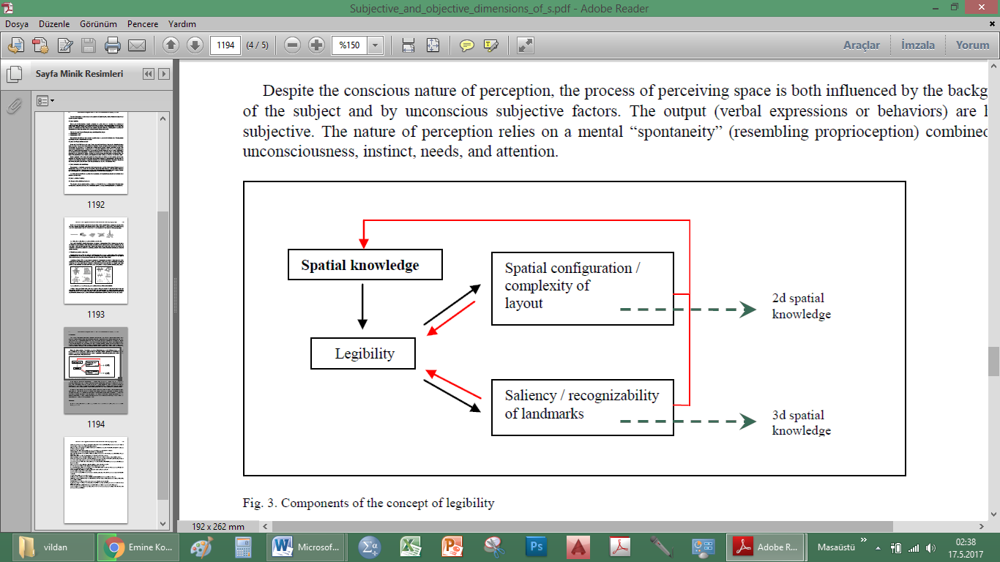 Subjective_and_objective_dimensions_of_s.pdf - Adobe Reader
Dosya Düzenle Görünüm Pencere Yardım
1194 (4 / 5) %150 Araçlar İmzala Yorum
Sayfa Minik Resimleri
1192
1193
1194
Despite the conscious nature of perception, the process of perceiving space is both influenced by the backg
of the subject and by unconscious subjective factors. The output (verbal expressions or behaviors) are
subjective. The nature of perception relies on a mental “spontaneity” (resembling proprioception) combined
unconsciousness, instinct, needs, and attention.
Spatial knowledge
Legibility
Spatial configuration /
complexity of
layout
2d spatial
knowledge
Saliency / recognizability
of landmarks
3d spatial
knowledge
Fig. 3. Components of the concept of legibility
192 x 262 mm
vildan
Emine Ko...
Microsof...
Adobe R...
Masaüstü
02:38
17.5.2017